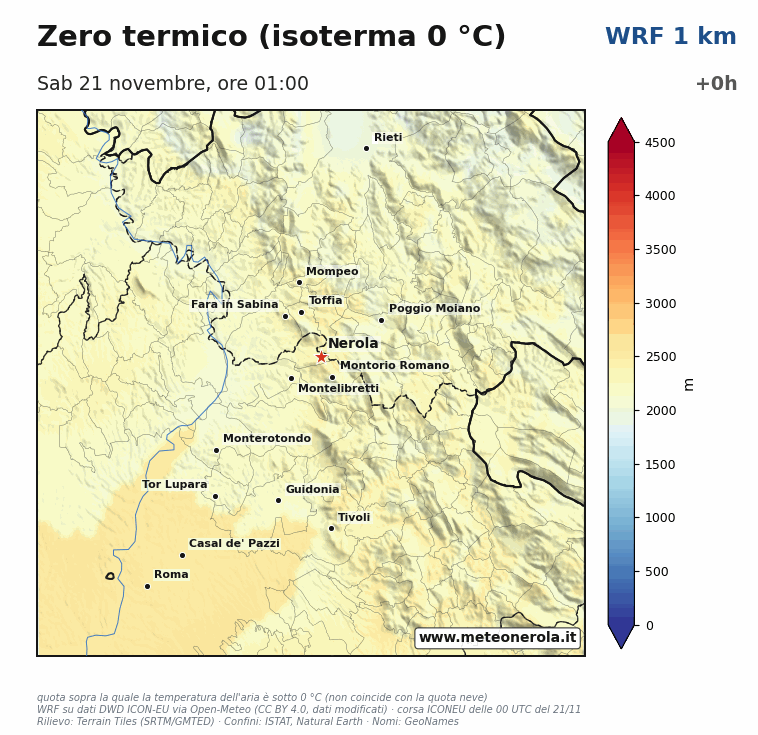 Zero termico (isoterma 0 °C)
WRF 1 km
Sab 21 novembre, ore 01:00
+0h
Rieti
Mompeo
Toffia
Fara in Sabina
Poggio Moiano
Nerola
Montorio Romano
Montelibretti
Monterotondo
Tor Lupara
Guidonia
Tivoli
Casal de' Pazzi
Roma
www.meteonerola.it
4500
4000
3500
3000
2500
2000
1500
1000
500
0
m
quota sopra la quale la temperatura dell'aria è sotto 0 °C (non coincide con la quota neve)
WRF su dati DWD ICON-EU via Open-Meteo (CC BY 4.0, dati modificati) · corsa ICONEU delle 00 UTC del 21/11
Rilievo: Terrain Tiles (SRTM/GMTED) · Confini: ISTAT, Natural Earth · Nomi: GeoNames